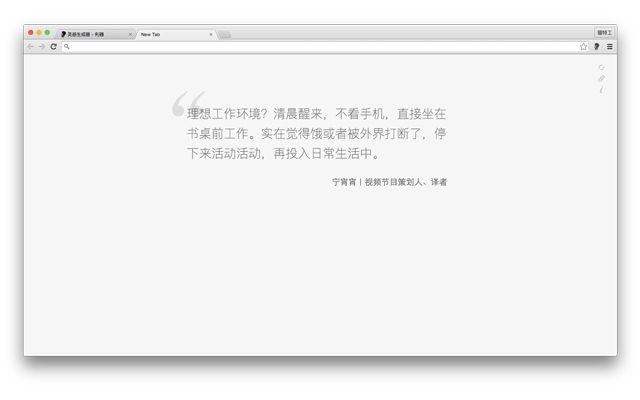 灵感生成器 - 利器
New Tab
猫特工
理想工作环境？清晨醒来，不看手机，直接坐在
书桌前工作。实在觉得饿或者被外界打断了，停
下来活动活动，再投入日常生活中。
宁宵宵丨视频节目策划人、译者